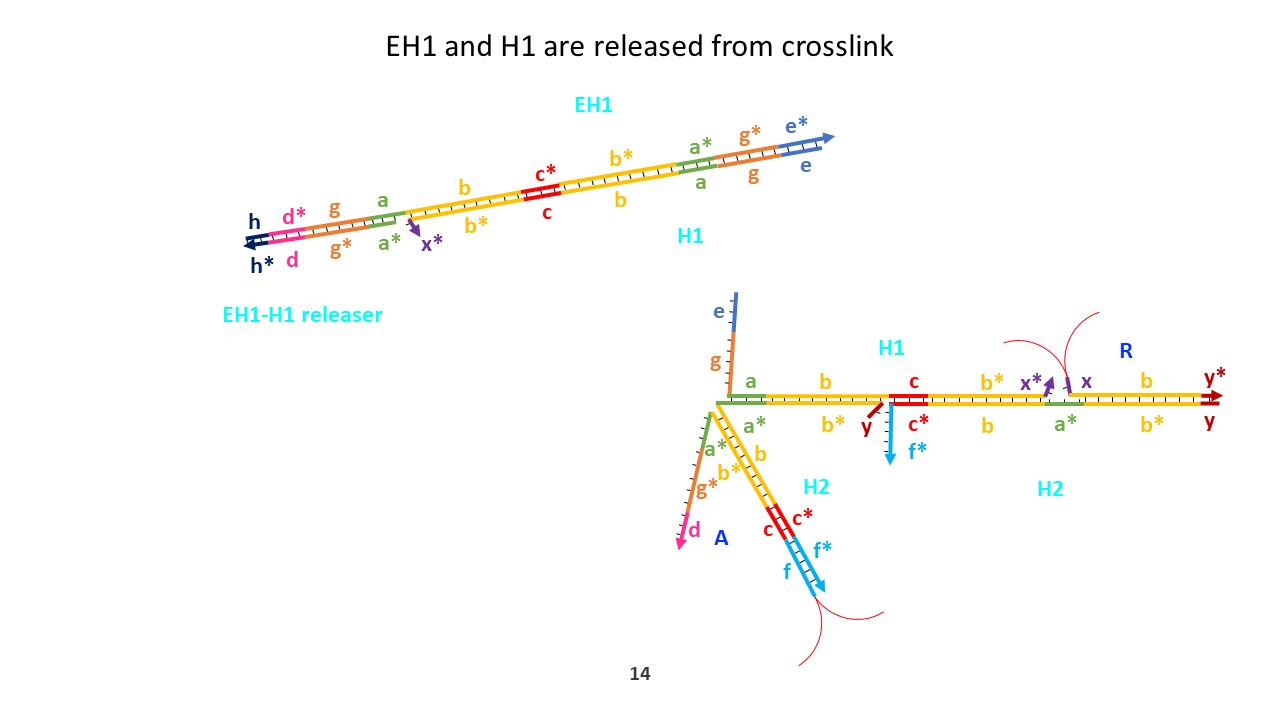 EH1 and H1 are released from crosslink
EH1
h d* g a b c* b* a* g* e*
h* d g* a* x* b* c b a g e
H1
EH1-H1 releaser
e
g
H1
R
a b c b* x* x b y*
a* b* y c* b a* b* y
f*
a* b
b*
g*
H2
H2
d
A
c c*
f f*
14